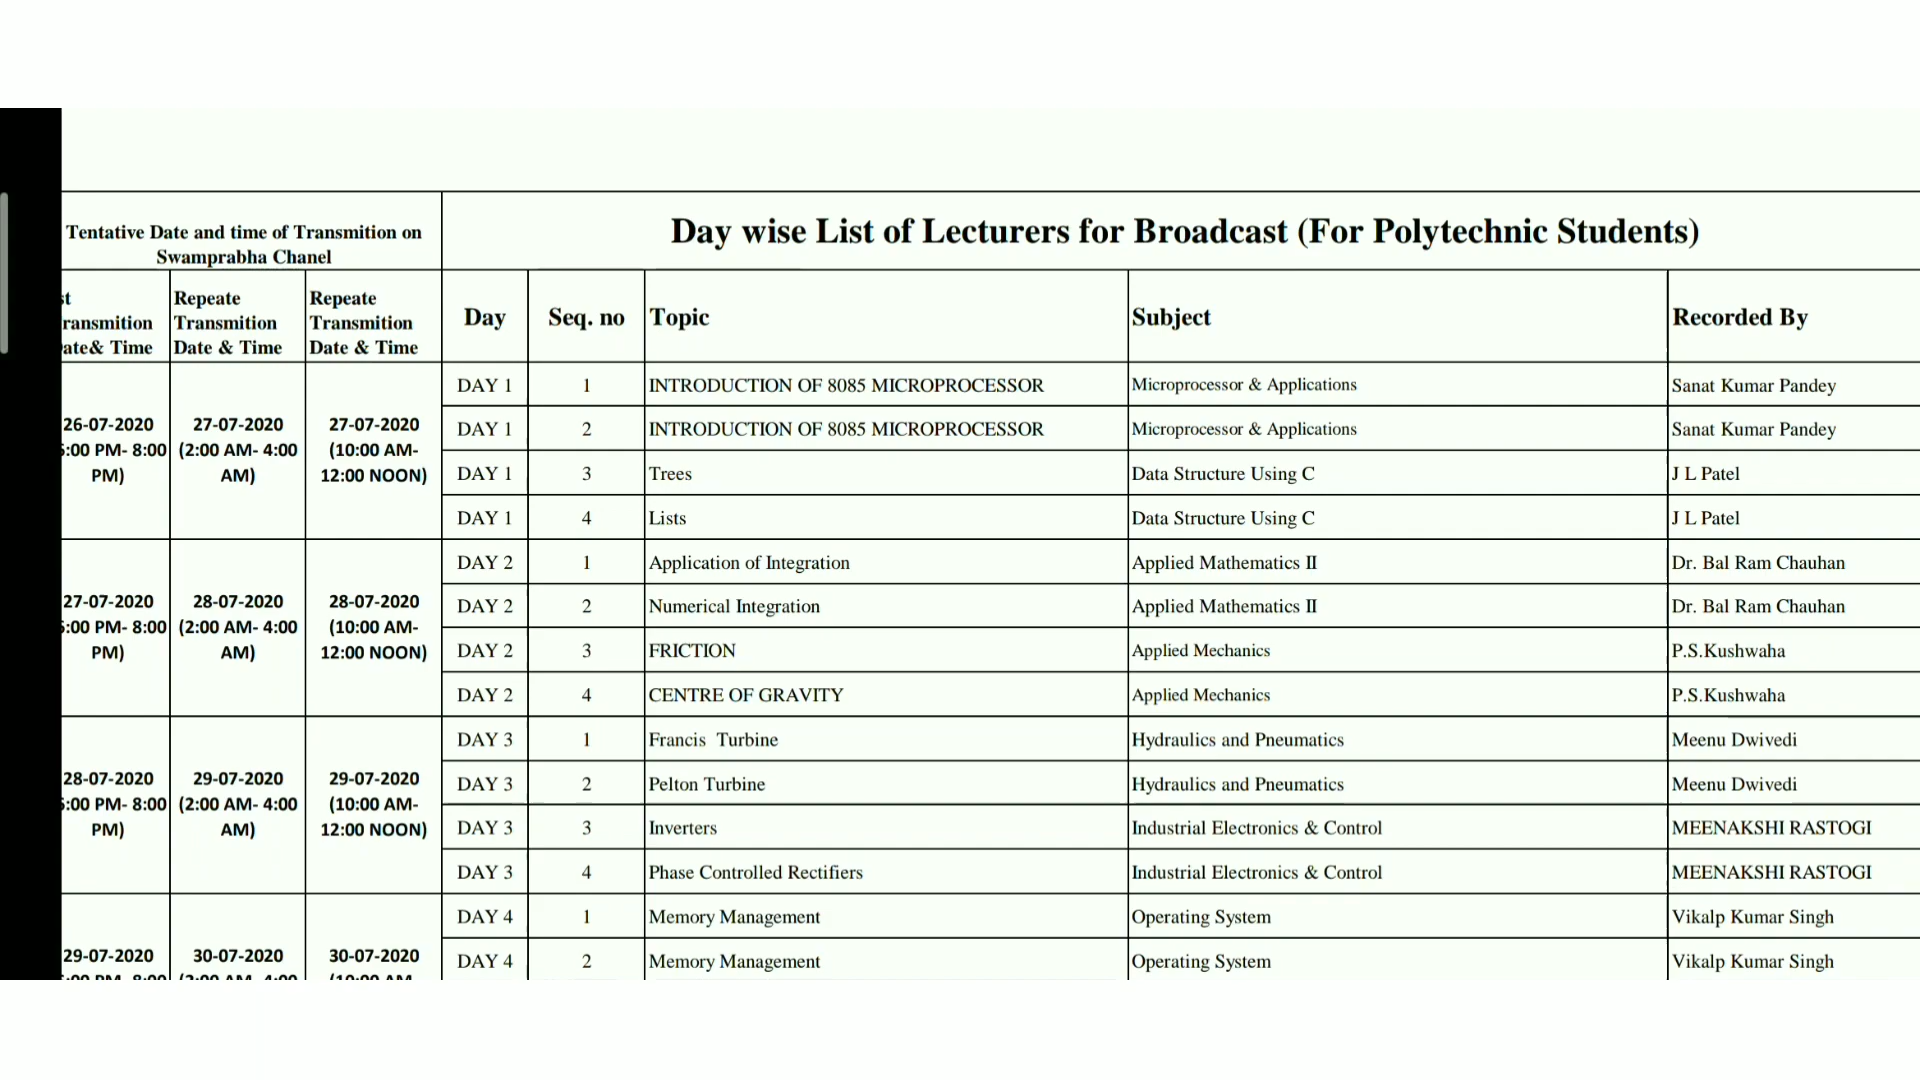 Tentative Date and time of Transmition on
Swamprabha Chanel
Day wise List of Lecturers for Broadcast (For Polytechnic Students)
Date& Time
Repeate
Transmition
Date & Time
Repeate
Transmition
Date & Time
Day Seq. no Topic Subject Recorded By
26-07-2020
PM- 8:00
PM)
27-07-2020
(2:00 AM- 4:00
AM)
27-07-2020
(10:00 AM-
12:00 NOON)
DAY 1 1 INTRODUCTION OF 8085 MICROPROCESSOR Microprocessor & Applications Sanat Kumar Pandey
DAY 1 2 INTRODUCTION OF 8085 MICROPROCESSOR Microprocessor & Applications Sanat Kumar Pandey
DAY 1 3 Trees Data Structure Using C J L Patel
DAY 1 4 Lists Data Structure Using C J L Patel
27-07-2020
PM- 8:00
PM)
28-07-2020
(2:00 AM- 4:00
AM)
28-07-2020
(10:00 AM-
12:00 NOON)
DAY 2 1 Application of Integration Applied Mathematics II Dr. Bal Ram Chauhan
DAY 2 2 Numerical Integration Applied Mathematics II Dr. Bal Ram Chauhan
DAY 2 3 FRICTION Applied Mechanics P.S.Kushwaha
DAY 2 4 CENTRE OF GRAVITY Applied Mechanics P.S.Kushwaha
28-07-2020
PM- 8:00
PM)
29-07-2020
(2:00 AM- 4:00
AM)
29-07-2020
(10:00 AM-
12:00 NOON)
DAY 3 1 Francis Turbine Hydraulics and Pneumatics Meenu Dwivedi
DAY 3 2 Pelton Turbine Hydraulics and Pneumatics Meenu Dwivedi
DAY 3 3 Inverters Industrial Electronics & Control MEENAKSHI RASTOGI
DAY 3 4 Phase Controlled Rectifiers Industrial Electronics & Control MEENAKSHI RASTOGI
29-07-2020
30-07-2020
30-07-2020
DAY 4 1 Memory Management Operating System Vikalp Kumar Singh
DAY 4 2 Memory Management Operating System Vikalp Kumar Singh